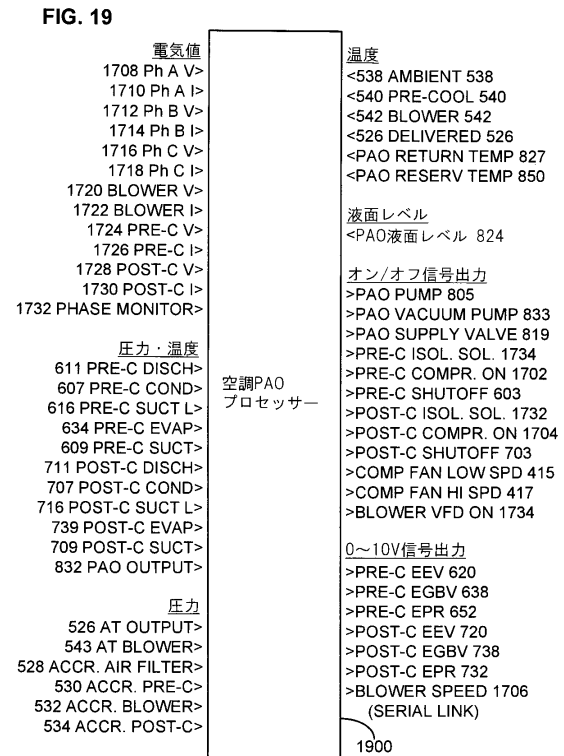 FIG. 19
電気値
1708 Ph A V>
1710 Ph A I>
1712 Ph B V>
1714 Ph B I>
1716 Ph C V>
1718 Ph C I>
1720 BLOWER V>
1722 BLOWER I>
1724 PRE-C V>
1726 PRE-C I>
1728 POST-C V>
1730 POST-C I>
1732 PHASE MONITOR>
圧力・温度
611 PRE-C DISCH>
607 PRE-C COND>
616 PRE-C SUCT L>
634 PRE-C EVAP>
609 PRE-C SUCT>
711 POST-C DISCH>
707 POST-C COND>
716 POST-C SUCT L>
739 POST-C EVAP>
709 POST-C SUCT>
832 PAO OUTPUT>
圧力
526 AT OUTPUT>
543 AT BLOWER>
528 ACCR. AIR FILTER>
530 ACCR. PRE-C>
532 ACCR. BLOWER>
534 ACCR. POST-C>
空調PAO
プロセッサー
温度
<538 AMBIENT 538
<540 PRE-COOL 540
<542 BLOWER 542
<526 DELIVERED 526
<PAO RETURN TEMP 827
<PAO RESERV TEMP 850
液面レベル
<PAO液面レベル 824
オン/オフ信号出力
>PAO PUMP 805
>PAO VACUUM PUMP 833
>PAO SUPPLY VALVE 819
>PRE-C ISOL. SOL. 1734
>PRE-C COMPR. ON 1702
>PRE-C SHUTOFF 603
>POST-C ISOL. SOL. 1732
>POST-C COMPR. ON 1704
>POST-C SHUTOFF 703
>COMP FAN LOW SPD 415
>COMP FAN HI SPD 417
>BLOWER VFD ON 1734
0～10V信号出力
>PRE-C EEV 620
>PRE-C EGBV 638
>PRE-C EPR 652
>POST-C EEV 720
>POST-C EGBV 738
>POST-C EPR 732
>BLOWER SPEED 1706
(SERIAL LINK)
1900